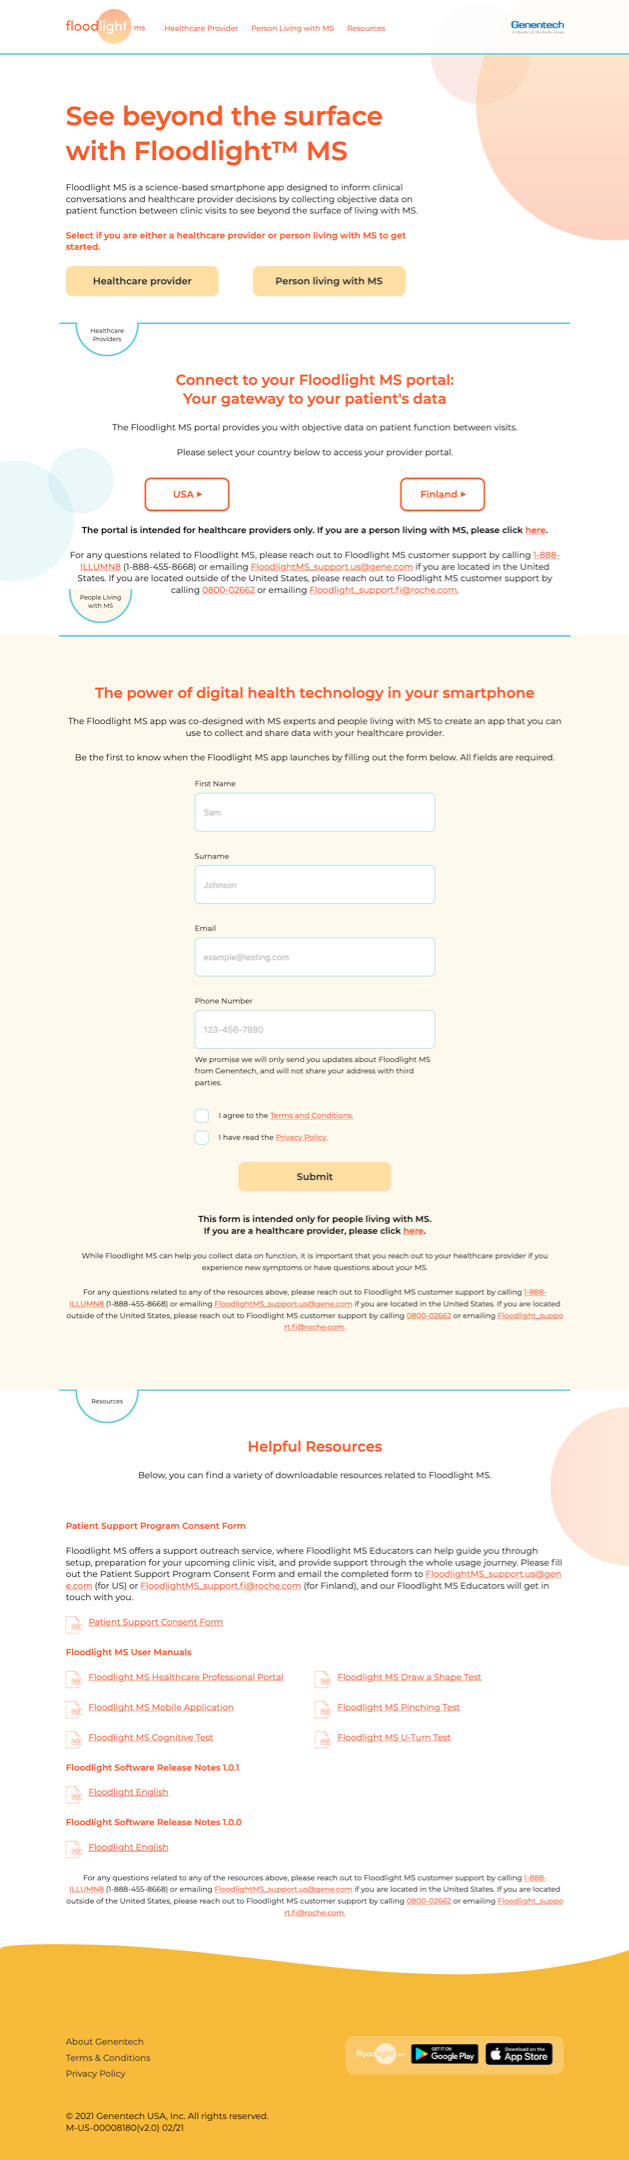 floodlight ms
Healthcare Provider
Person Living with MS
Resources
Genentech
A Member of the Roche Group
See beyond the surface
with Floodlight™ MS
Floodlight MS is a science-based smartphone app designed to inform clinical
conversations and healthcare provider decisions by collecting objective data on
patient function between clinic visits to see beyond the surface of living with MS.
Select if you are either a healthcare provider or person living with MS to get
started.
Healthcare provider
Person living with MS
Healthcare
Providers
Connect to your Floodlight MS portal:
Your gateway to your patient's data
The Floodlight MS portal provides you with objective data on patient function between visits.
Please select your country below to access your provider portal.
USA ▸
Finland ▸
The portal is intended for healthcare providers only. If you are a person living with MS, please click here.
For any questions related to Floodlight MS, please reach out to Floodlight MS customer support by calling 1-888-
ILLUMN8 (1-888-455-8668) or emailing FloodlightMS_support.us@gene.com if you are located in the United
States. If you are located outside of the United States, please reach out to Floodlight MS customer support by
calling 0800-02662 or emailing Floodlight_support.fi@roche.com.
People Living
with MS
The power of digital health technology in your smartphone
The Floodlight MS app was co-designed with MS experts and people living with MS to create an app that you can
use to collect and share data with your healthcare provider.
Be the first to know when the Floodlight MS app launches by filling out the form below. All fields are required.
First Name
Sam
Surname
Johnson
Email
example@testing.com
Phone Number
123-456-7890
We promise we will only send you updates about Floodlight MS
from Genentech, and will not share your address with third
parties.
I agree to the Terms and Conditions.
I have read the Privacy Policy.
Submit
This form is intended only for people living with MS.
If you are a healthcare provider, please click here.
While Floodlight MS can help you collect data on function, it is important that you reach out to your healthcare provider if you
experience new symptoms or have questions about your MS.
For any questions related to any of the resources above, please reach out to Floodlight MS customer support by calling 1-888-
ILLUMN8 (1-888-455-8668) or emailing FloodlightMS_support.us@gene.com if you are located in the United States. If you are located
outside of the United States, please reach out to Floodlight MS customer support by calling 0800-02662 or emailing Floodlight_suppo
rt.fi@roche.com.
Resources
Helpful Resources
Below, you can find a variety of downloadable resources related to Floodlight MS.
Patient Support Program Consent Form
Floodlight MS offers a support outreach service, where Floodlight MS Educators can help guide you through
setup, preparation for your upcoming clinic visit, and provide support through the whole usage journey. Please fill
out the Patient Support Program Consent Form and email the completed form to FloodlightMS_support.us@gen
e.com (for US) or FloodlightMS_support.fi@roche.com (for Finland), and our Floodlight MS Educators will get in
touch with you.
PDF Patient Support Consent Form
Floodlight MS User Manuals
PDF Floodlight MS Healthcare Professional Portal
PDF Floodlight MS Draw a Shape Test
PDF Floodlight MS Mobile Application
PDF Floodlight MS Pinching Test
PDF Floodlight MS Cognitive Test
PDF Floodlight MS U-Turn Test
Floodlight Software Release Notes 1.0.1
PDF Floodlight English
Floodlight Software Release Notes 1.0.0
PDF Floodlight English
For any questions related to any of the resources above, please reach out to Floodlight MS customer support by calling 1-888-
ILLUMN8 (1-888-455-8668) or emailing FloodlightMS_support.us@gene.com if you are located in the United States. If you are located
outside of the United States, please reach out to Floodlight MS customer support by calling 0800-02662 or emailing Floodlight_suppo
rt.fi@roche.com.
About Genentech
Terms & Conditions
Privacy Policy
floodlight ms
GET IT ON
Google Play
Download on the
App Store
© 2021 Genentech USA, Inc. All rights reserved.
M-US-00008180(v2.0) 02/21